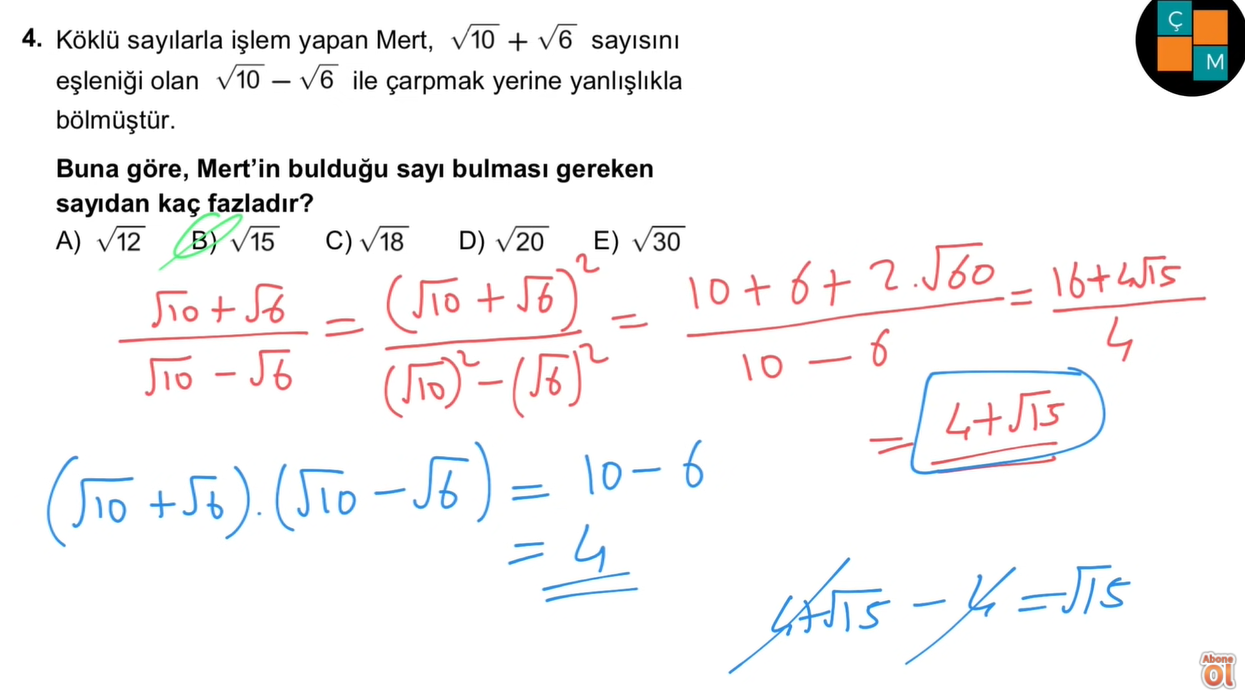 4. Köklü sayılarla işlem yapan Mert, √10 + √6 sayısını
eşleniği olan √10 − √6 ile çarpmak yerine yanlışlıkla
bölmüştür.
Buna göre, Mert’in bulduğu sayı bulması gereken
sayıdan kaç fazladır?
A) √12 B) √15 C) √18 D) √20 E) √30
(√10 + √6)/(√10 − √6) = (√10 + √6)²/((√10)² − (√6)²) = (10 + 6 + 2.√60)/(10 − 6) = (16+4√15)/4
= 4+√15
(√10 + √6).(√10 − √6) = 10 − 6
= 4
4+√15 − 4 = √15
Ç
M
Abone
Ol